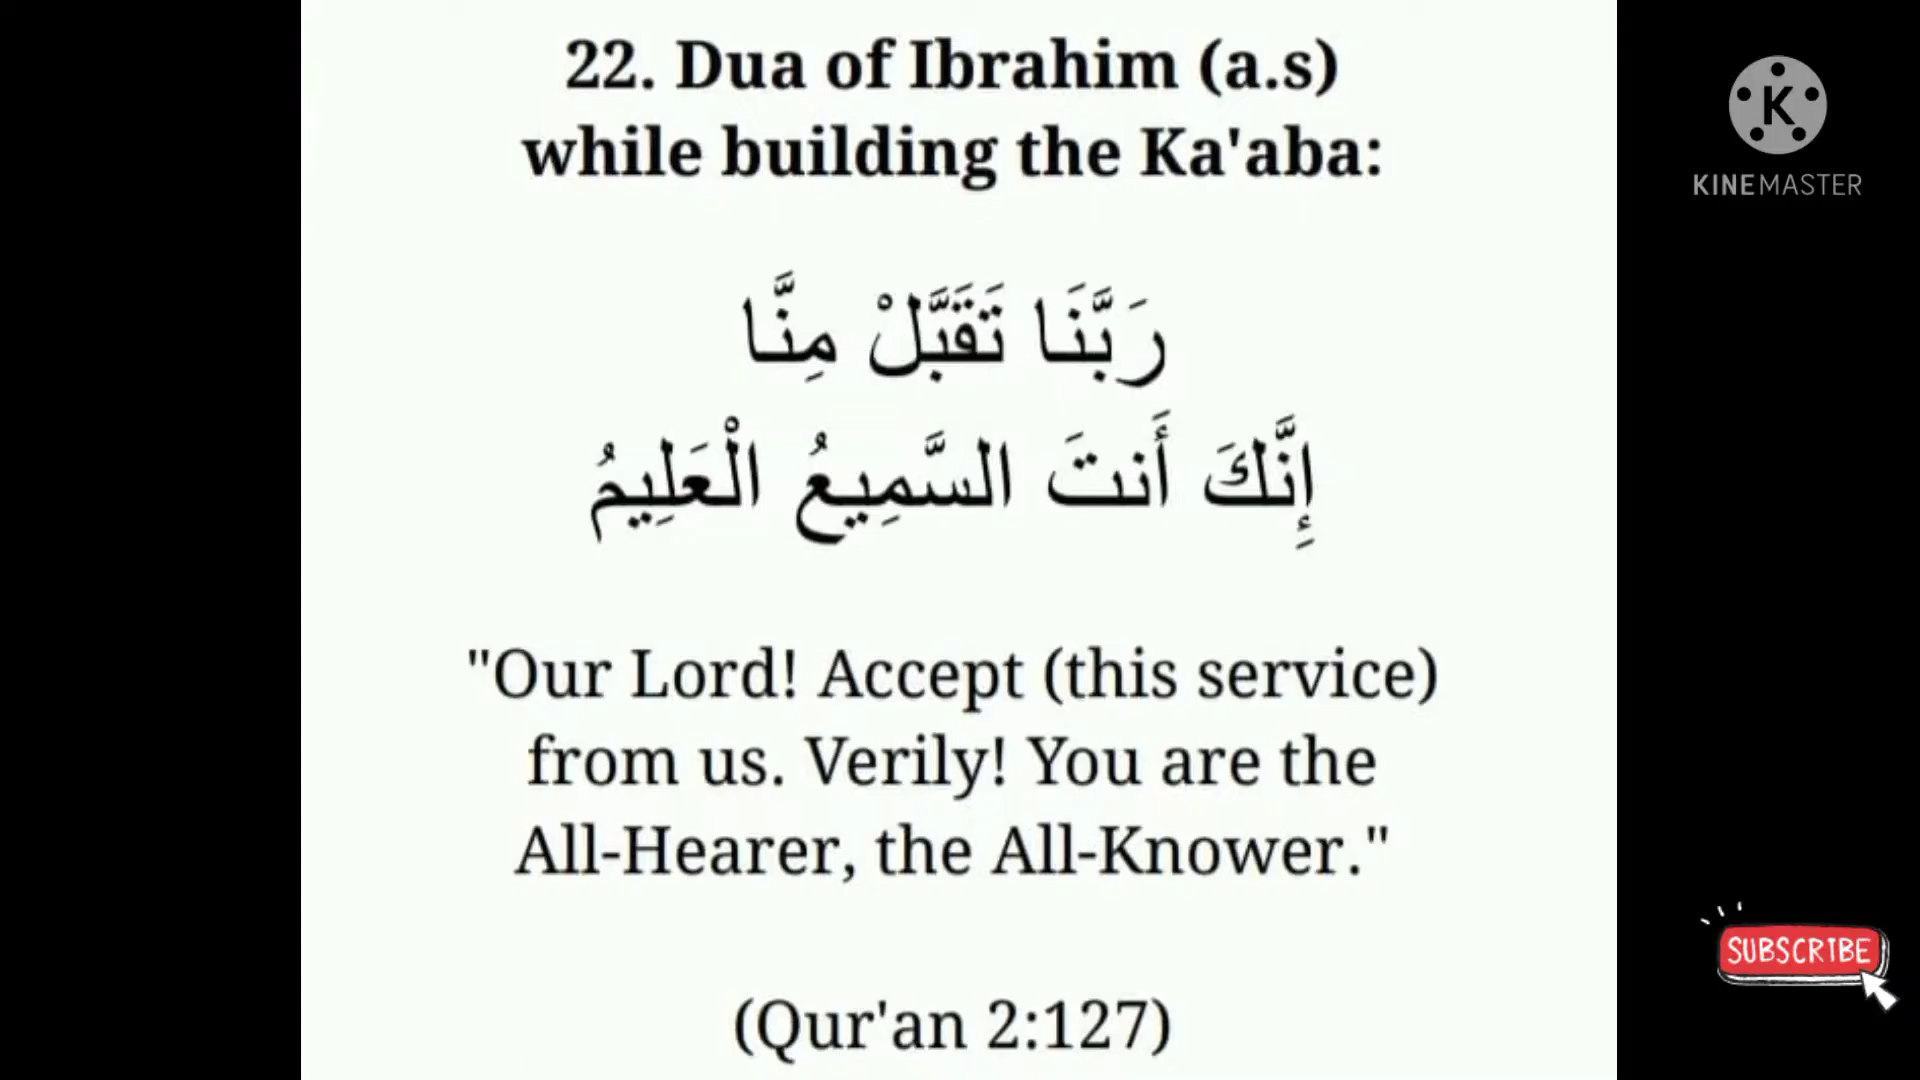 22. Dua of Ibrahim (a.s)
while building the Ka'aba:
رَبَّنَا تَقَبَّلْ مِنَّا
إِنَّكَ أَنتَ السَّمِيعُ الْعَلِيمُ
"Our Lord! Accept (this service)
from us. Verily! You are the
All-Hearer, the All-Knower."
(Qur'an 2:127)
K
KINEMASTER
SUBSCRIBE